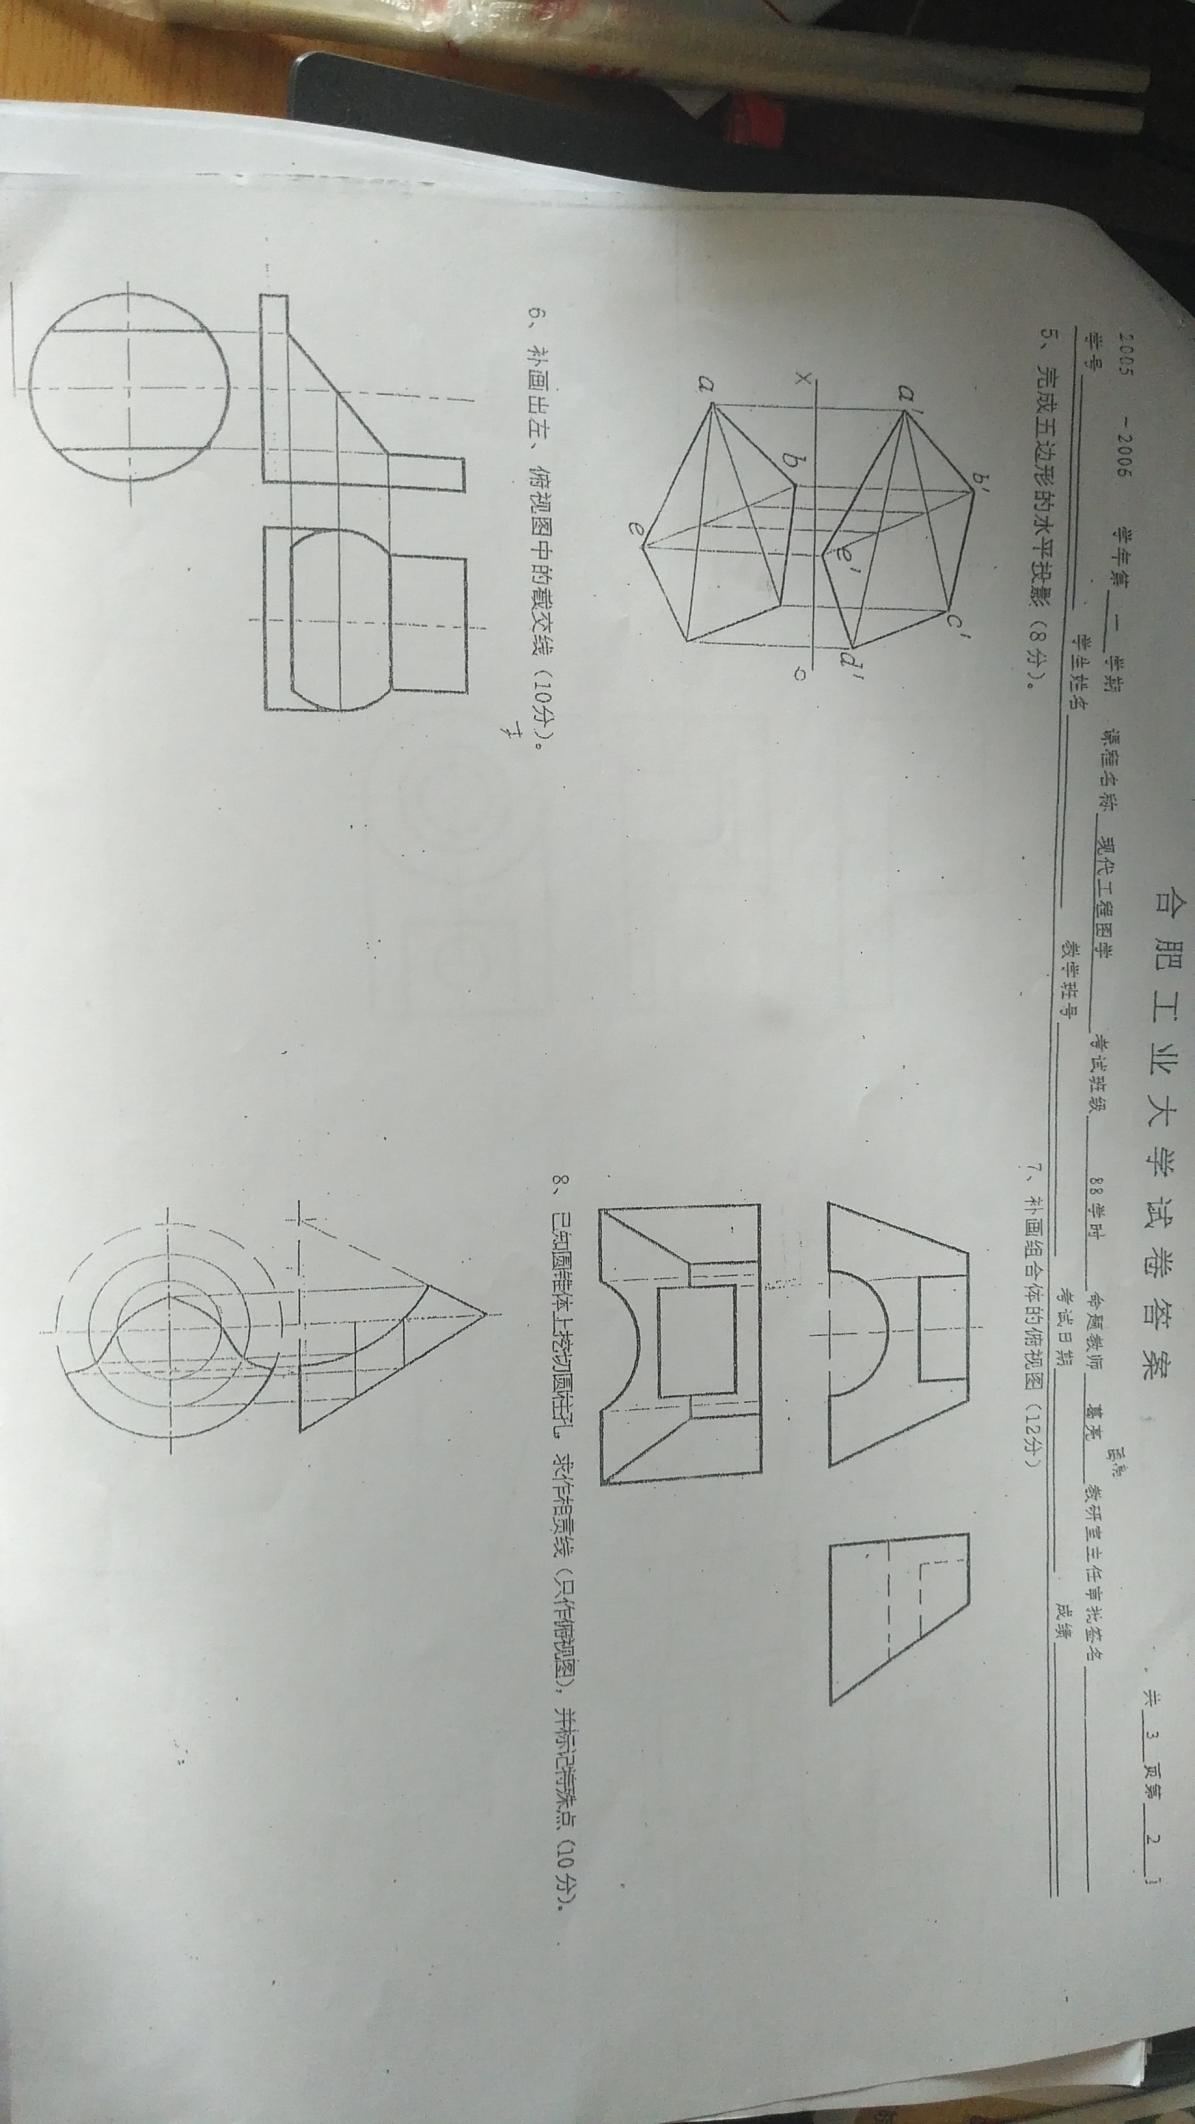 合肥工业大学试卷答案
共 3 页第 2
2005 -2006 学年第 一 学期 课程名称 现代工程图学 考试班级 88学时 命题教师 教研室主任审批签名
学号 学生姓名 教学班号 考试日期 成绩
5、完成五边形的水平投影(8分)。
a' b' c' d' e'
X O
a b e
6、补画出左、俯视图中的截交线(10分)。
7、补画组合体的俯视图(12分)
8、已知圆锥体上挖切圆柱孔,求作相贯线(只作俯视图),并标记特殊点(10分)。